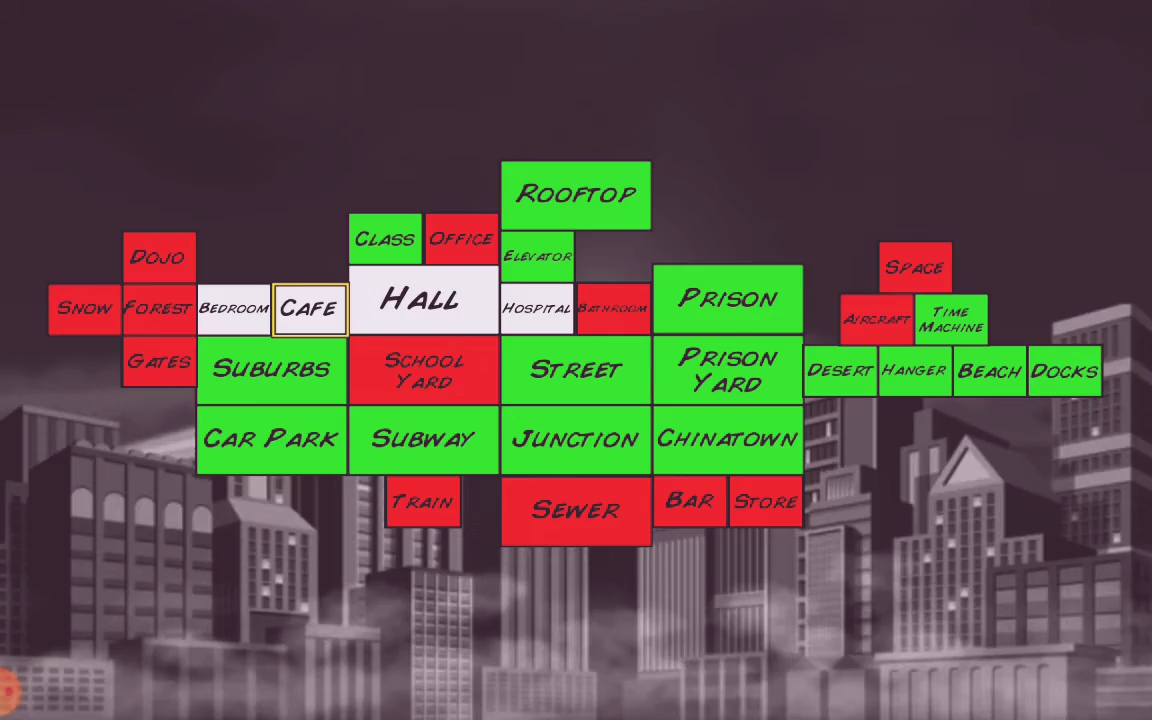 Rooftop
Class
Office
Elevator
Dojo
Space
Snow
Forest
Bedroom
Cafe
Hall
Hospital
Bathroom
Prison
Aircraft
Time
Machine
Gates
Suburbs
School
Yard
Street
Prison
Yard
Desert
Hanger
Beach
Docks
Car Park
Subway
Junction
Chinatown
Train
Sewer
Bar
Store